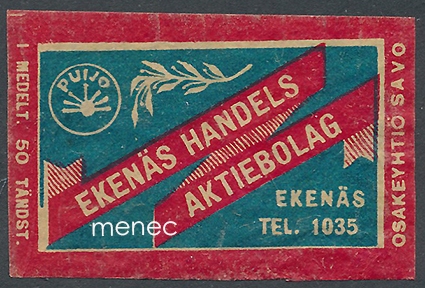 I MEDELT. 50 TÄNDST.
PUIJO
EKENÄS HANDELS
AKTIEBOLAG
EKENÄS
TEL. 1035
OSAKEYHTIÖ SAVO
menec